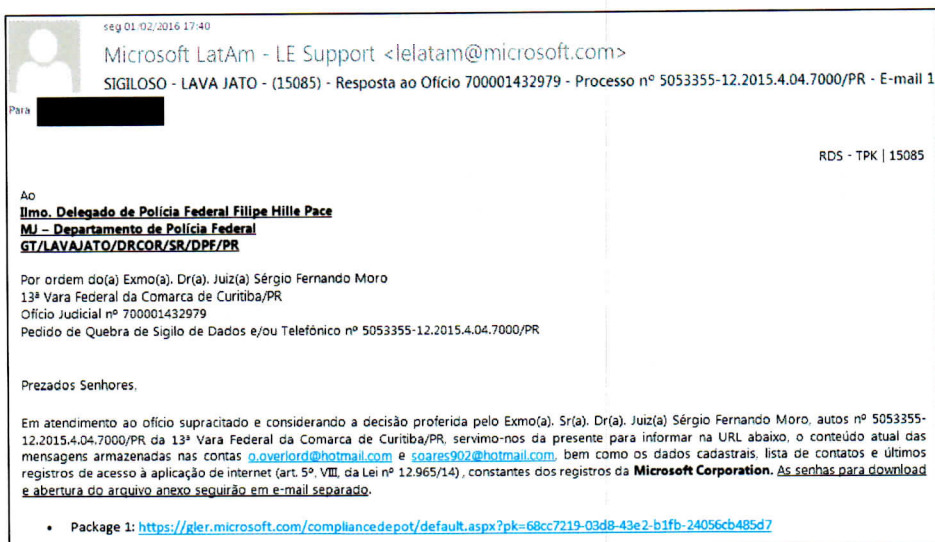 seg 01/02/2016 17:40
Microsoft LatAm - LE Support <lelatam@microsoft.com>
SIGILOSO - LAVA JATO - (15085) - Resposta ao Ofício 700001432979 - Processo nº 5053355-12.2015.4.04.7000/PR - E-mail 1
Para
RDS - TPK | 15085
Ao
Ilmo. Delegado de Polícia Federal Filipe Hille Pace
MJ – Departamento de Polícia Federal
GT/LAVAJATO/DRCOR/SR/DPF/PR
Por ordem do(a) Exmo(a). Dr(a). Juiz(a) Sérgio Fernando Moro
13ª Vara Federal da Comarca de Curitiba/PR
Ofício Judicial nº 700001432979
Pedido de Quebra de Sigilo de Dados e/ou Telefônico nº 5053355-12.2015.4.04.7000/PR
Prezados Senhores,
Em atendimento ao ofício supracitado e considerando a decisão proferida pelo Exmo(a). Sr(a). Dr(a). Juiz(a) Sérgio Fernando Moro, autos nº 5053355-
12.2015.4.04.7000/PR da 13ª Vara Federal da Comarca de Curitiba/PR, servimo-nos da presente para informar na URL abaixo, o conteúdo atual das
mensagens armazenadas nas contas o.overlord@hotmail.com e soares902@hotmail.com, bem como os dados cadastrais, lista de contatos e últimos
registros de acesso à aplicação de internet (art. 5º, VIII, da Lei nº 12.965/14), constantes dos registros da Microsoft Corporation. As senhas para download
e abertura do arquivo anexo seguirão em e-mail separado.
• Package 1: https://gler.microsoft.com/compliancedepot/default.aspx?pk=68cc7219-03d8-43e2-b1fb-24056cb485d7